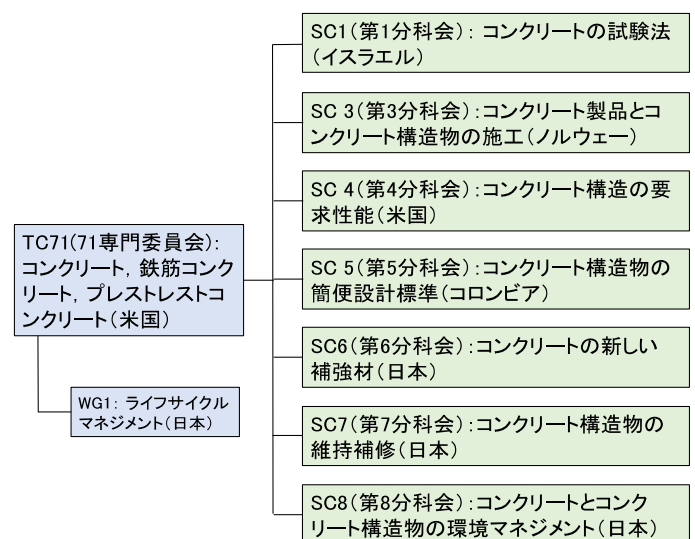 SC1(第1分科会): コンクリートの試験法
(イスラエル)
SC 3(第3分科会):コンクリート製品とコ
ンクリート構造物の施工(ノルウェー)
SC 4(第4分科会):コンクリート構造の要
求性能(米国)
TC71(71専門委員会):
コンクリート, 鉄筋コンク
リート, プレストレストコ
ンクリート(米国)
SC 5(第5分科会):コンクリート構造物の
簡便設計標準(コロンビア)
SC6(第6分科会):コンクリートの新しい
補強材(日本)
WG1: ライフサイクル
マネジメント(日本)
SC7(第7分科会):コンクリート構造物の
維持補修(日本)
SC8(第8分科会):コンクリートとコンク
リート構造物の環境マネジメント(日本)